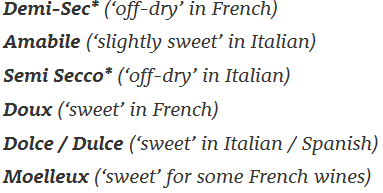 Demi-Sec* (‘off-dry’ in French)
Amabile (‘slightly sweet’ in Italian)
Semi Secco* (‘off-dry’ in Italian)
Doux (‘sweet’ in French)
Dolce / Dulce (‘sweet’ in Italian / Spanish)
Moelleux (‘sweet’ for some French wines)